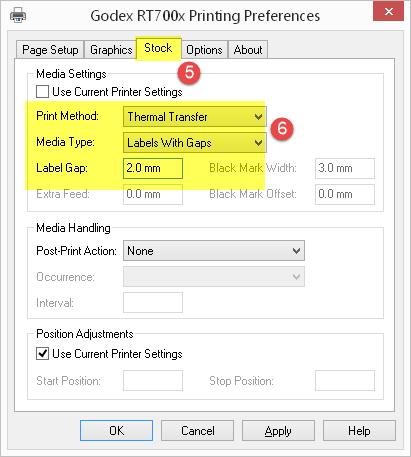 Godex RT700x Printing Preferences
Page Setup Graphics Stock Options About
5
Media Settings
Use Current Printer Settings
Print Method: Thermal Transfer
6
Media Type: Labels With Gaps
Label Gap: 2.0 mm Black Mark Width: 3.0 mm
Extra Feed: 0.0 mm Black Mark Offset: 0.0 mm
Media Handling
Post-Print Action: None
Occurrence:
Interval:
Position Adjustments
Use Current Printer Settings
Start Position: Stop Position:
OK Cancel Apply Help